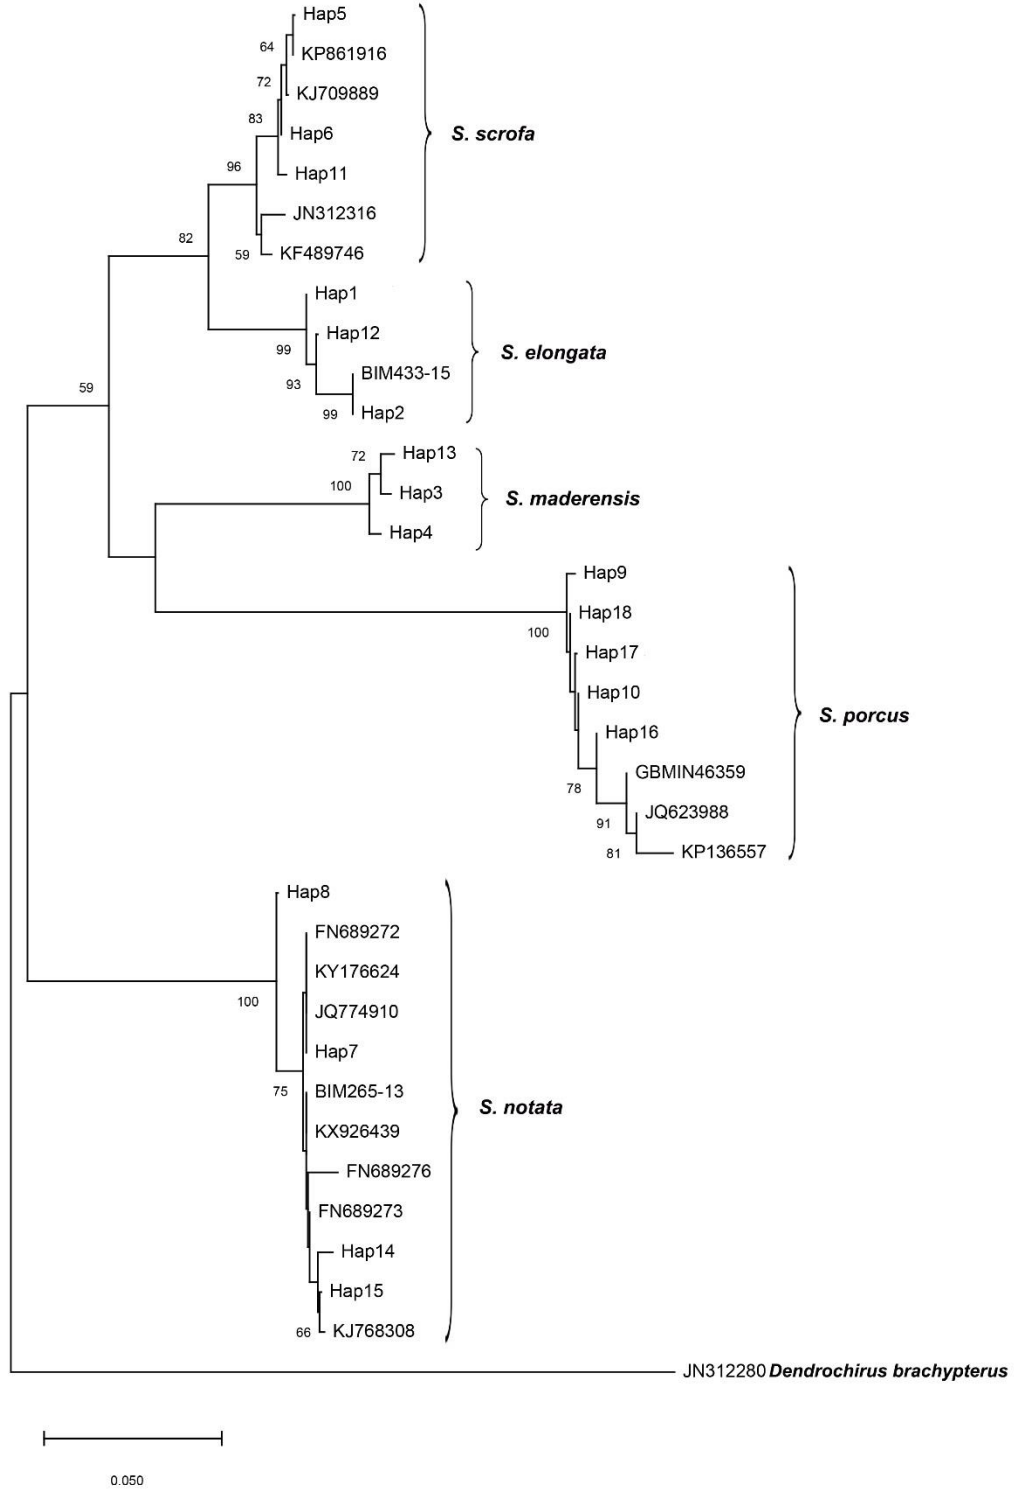 Hap5
64
KP861916
72
KJ709889
83
Hap6
S. scrofa
96
Hap11
JN312316
82
59
KF489746
Hap1
Hap12
99
S. elongata
BIM433-15
93
59
99
Hap2
72
Hap13
100
Hap3
S. maderensis
Hap4
Hap9
Hap18
100
Hap17
Hap10
S. porcus
Hap16
GBMIN46359
78
JQ623988
91
81
KP136557
Hap8
FN689272
KY176624
100
JQ774910
Hap7
75
BIM265-13
S. notata
KX926439
FN689276
FN689273
Hap14
Hap15
66
KJ768308
JN312280 Dendrochirus brachypterus
0.050